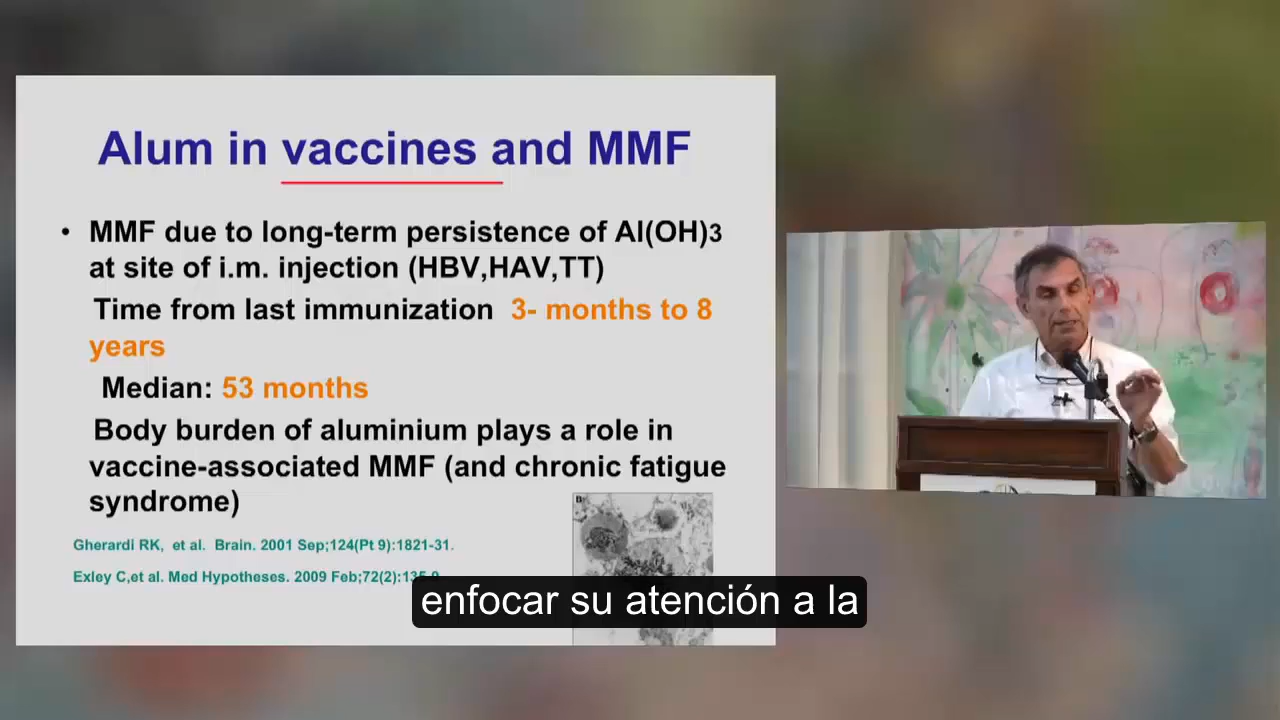 Alum in vaccines and MMF
• MMF due to long-term persistence of Al(OH)3
at site of i.m. injection (HBV,HAV,TT)
Time from last immunization 3- months to 8
years
Median: 53 months
Body burden of aluminium plays a role in
vaccine-associated MMF (and chronic fatigue
syndrome)
Gherardi RK, et al. Brain. 2001 Sep;124(Pt 9):1821-31.
Exley C,et al. Med Hypotheses. 2009 Feb;72(2):135-9
B
enfocar su atención a la